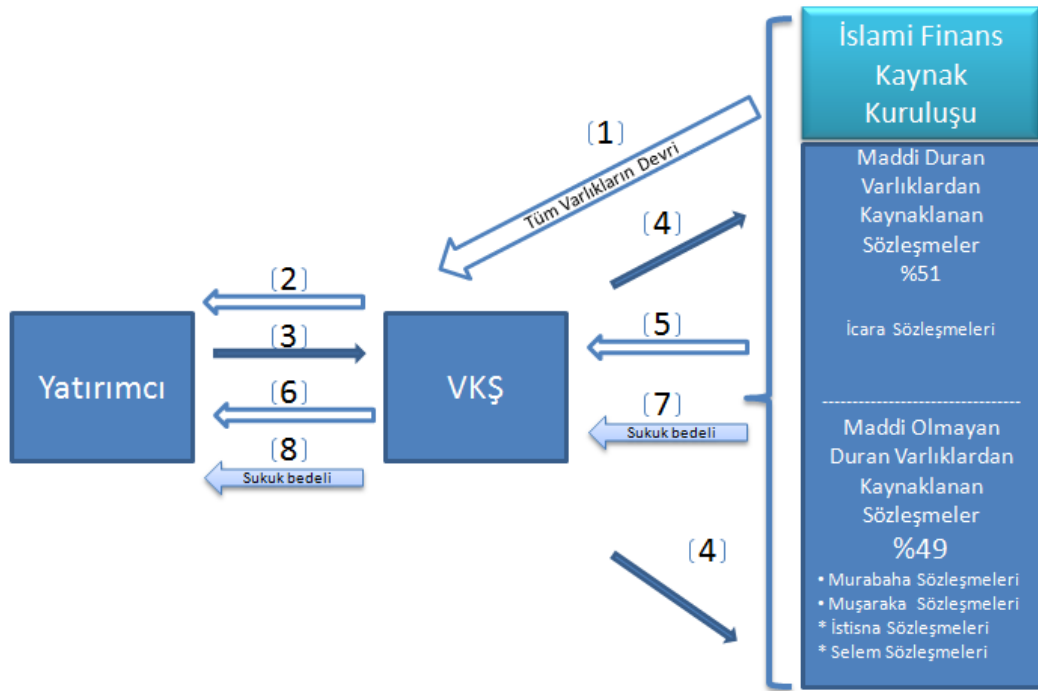 İslami Finans
Kaynak
Kuruluşu
(1)
Tüm Varlıkların Devri
(4)
(2)
(3)
(5)
(6)
(7)
Sukuk bedeli
(8)
Sukuk bedeli
(4)
Yatırımcı
VKŞ
Maddi Duran
Varlıklardan
Kaynaklanan
Sözleşmeler
%51
İcara Sözleşmeleri
---------------------------------
Maddi Olmayan
Duran Varlıklardan
Kaynaklanan
Sözleşmeler
%49
• Murabaha Sözleşmeleri
• Muşaraka Sözleşmeleri
* İstisna Sözleşmeleri
* Selem Sözleşmeleri